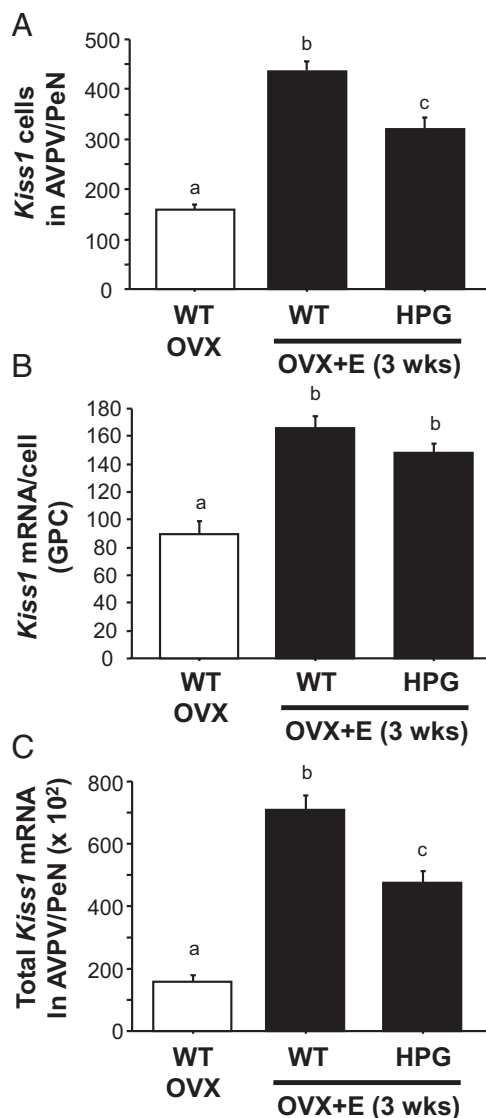 A
Kiss1 cells
in AVPV/PeN
500
400
300
200
100
0
a
b
c
WT
OVX
WT
HPG
OVX+E (3 wks)
B
Kiss1 mRNA/cell
(GPC)
180
160
140
120
100
80
60
40
20
0
a
b
b
WT
OVX
WT
HPG
OVX+E (3 wks)
C
Total Kiss1 mRNA
In AVPV/PeN (x 10²)
800
600
400
200
0
a
b
c
WT
OVX
WT
HPG
OVX+E (3 wks)